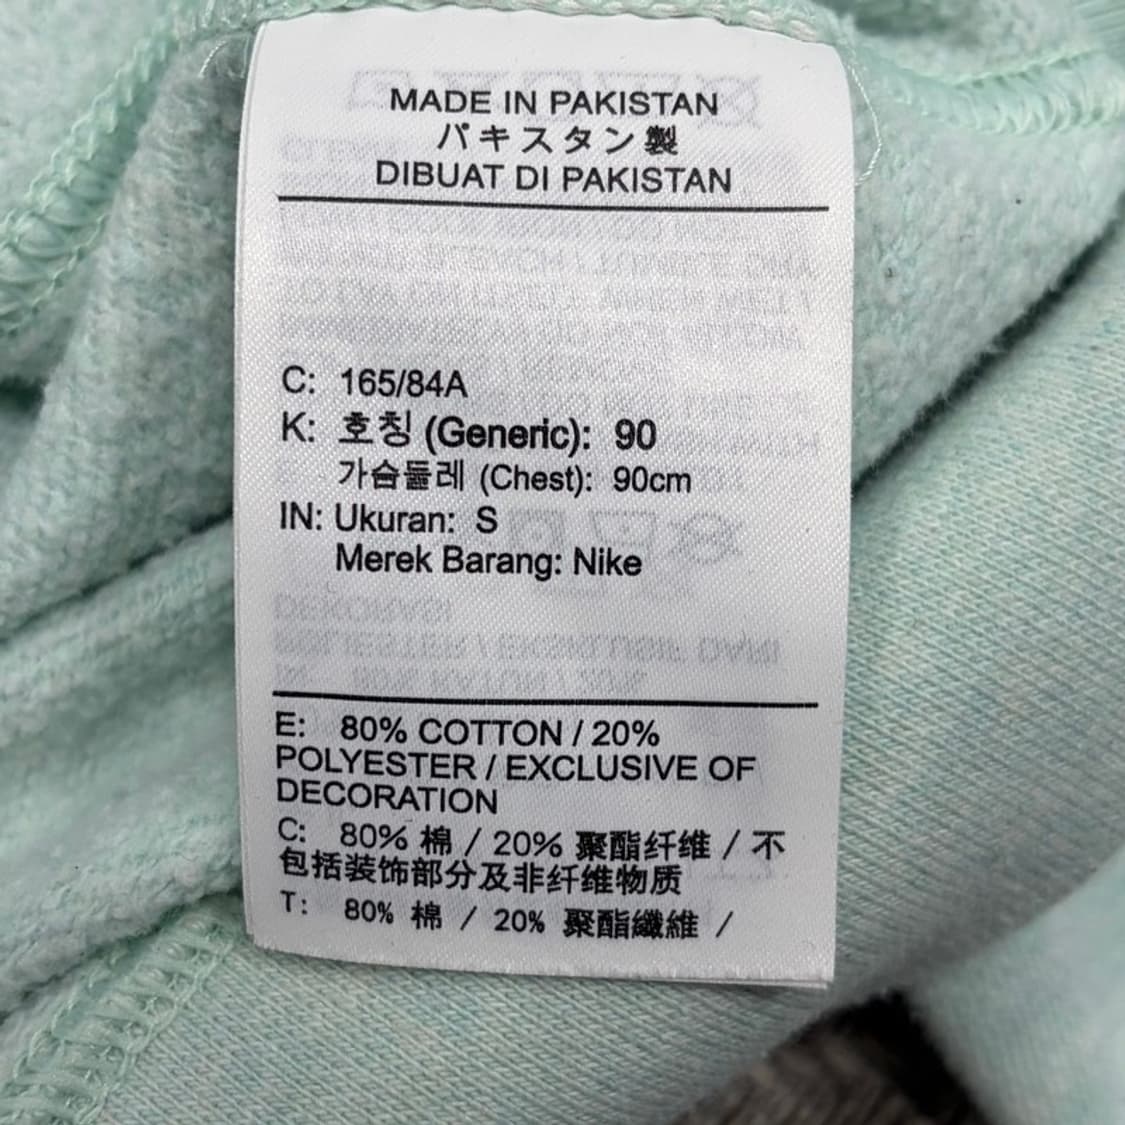 MADE IN PAKISTAN
パキスタン製
DIBUAT DI PAKISTAN
C: 165/84A
K: 호칭 (Generic): 90
가슴둘레 (Chest): 90cm
IN: Ukuran: S
Merek Barang: Nike
E: 80% COTTON / 20%
POLYESTER / EXCLUSIVE OF
DECORATION
C: 80% 棉 / 20% 聚酯纤维 / 不
包括装饰部分及非纤维物质
T: 80% 棉 / 20% 聚酯纖維 /